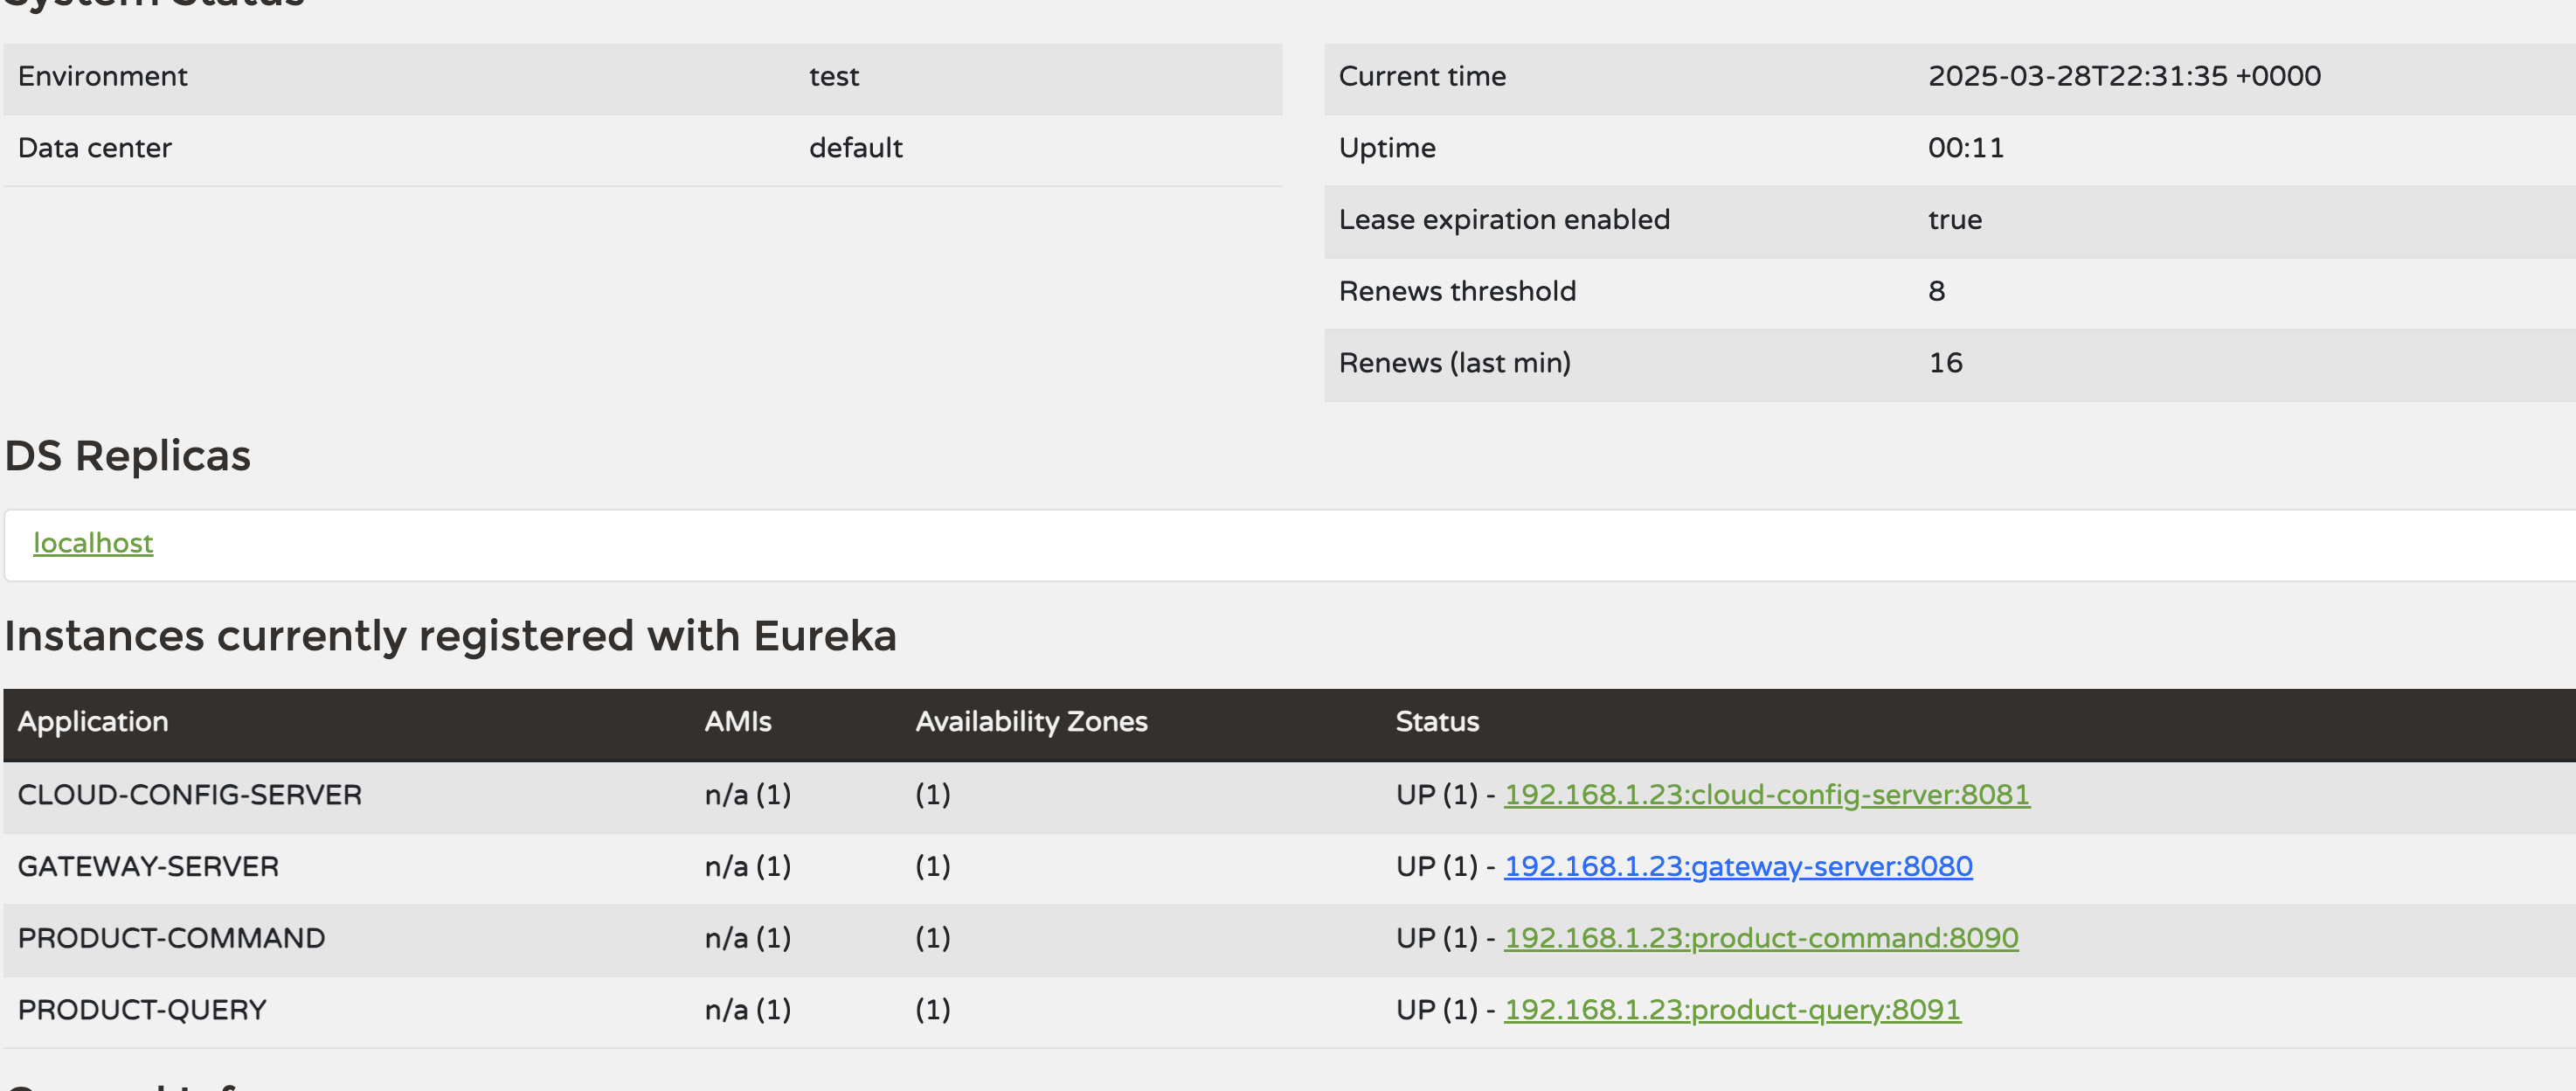 System Status
Environment test
Data center default
Current time 2025-03-28T22:31:35 +0000
Uptime 00:11
Lease expiration enabled true
Renews threshold 8
Renews (last min) 16
DS Replicas
localhost
Instances currently registered with Eureka
Application AMIs Availability Zones Status
CLOUD-CONFIG-SERVER n/a (1) (1) UP (1) - 192.168.1.23:cloud-config-server:8081
GATEWAY-SERVER n/a (1) (1) UP (1) - 192.168.1.23:gateway-server:8080
PRODUCT-COMMAND n/a (1) (1) UP (1) - 192.168.1.23:product-command:8090
PRODUCT-QUERY n/a (1) (1) UP (1) - 192.168.1.23:product-query:8091